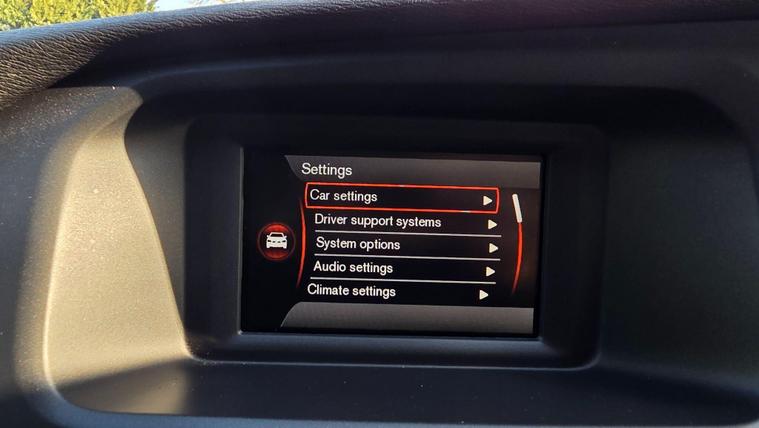 Settings
Car settings
Driver support systems
System options
Audio settings
Climate settings